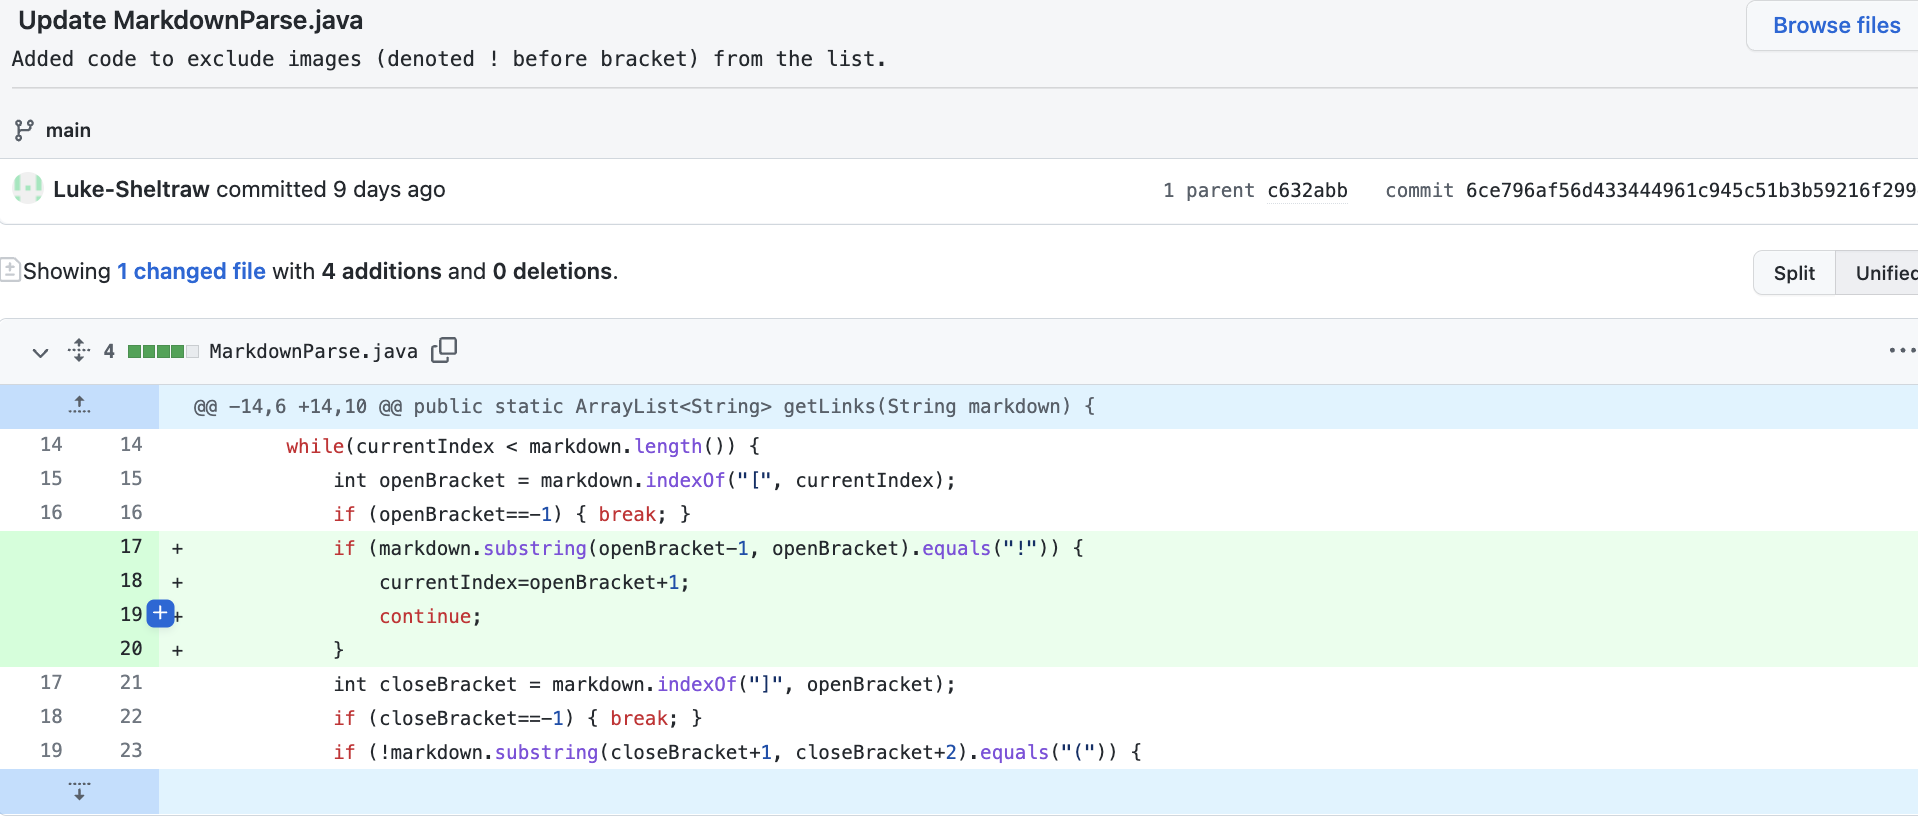 Update MarkdownParse.java
Browse files
Added code to exclude images (denoted ! before bracket) from the list.
main
Luke-Sheltraw committed 9 days ago
1 parent c632abb commit 6ce796af56d433444961c945c51b3b59216f299
Showing 1 changed file with 4 additions and 0 deletions.
Split Unified
4 MarkdownParse.java
@@ -14,6 +14,10 @@ public static ArrayList<String> getLinks(String markdown) {
14 14 while(currentIndex < markdown.length()) {
15 15 int openBracket = markdown.indexOf("[", currentIndex);
16 16 if (openBracket==-1) { break; }
17 + if (markdown.substring(openBracket-1, openBracket).equals("!")) {
18 + currentIndex=openBracket+1;
19 + continue;
20 + }
17 21 int closeBracket = markdown.indexOf("]", openBracket);
18 22 if (closeBracket==-1) { break; }
19 23 if (!markdown.substring(closeBracket+1, closeBracket+2).equals("(")) {